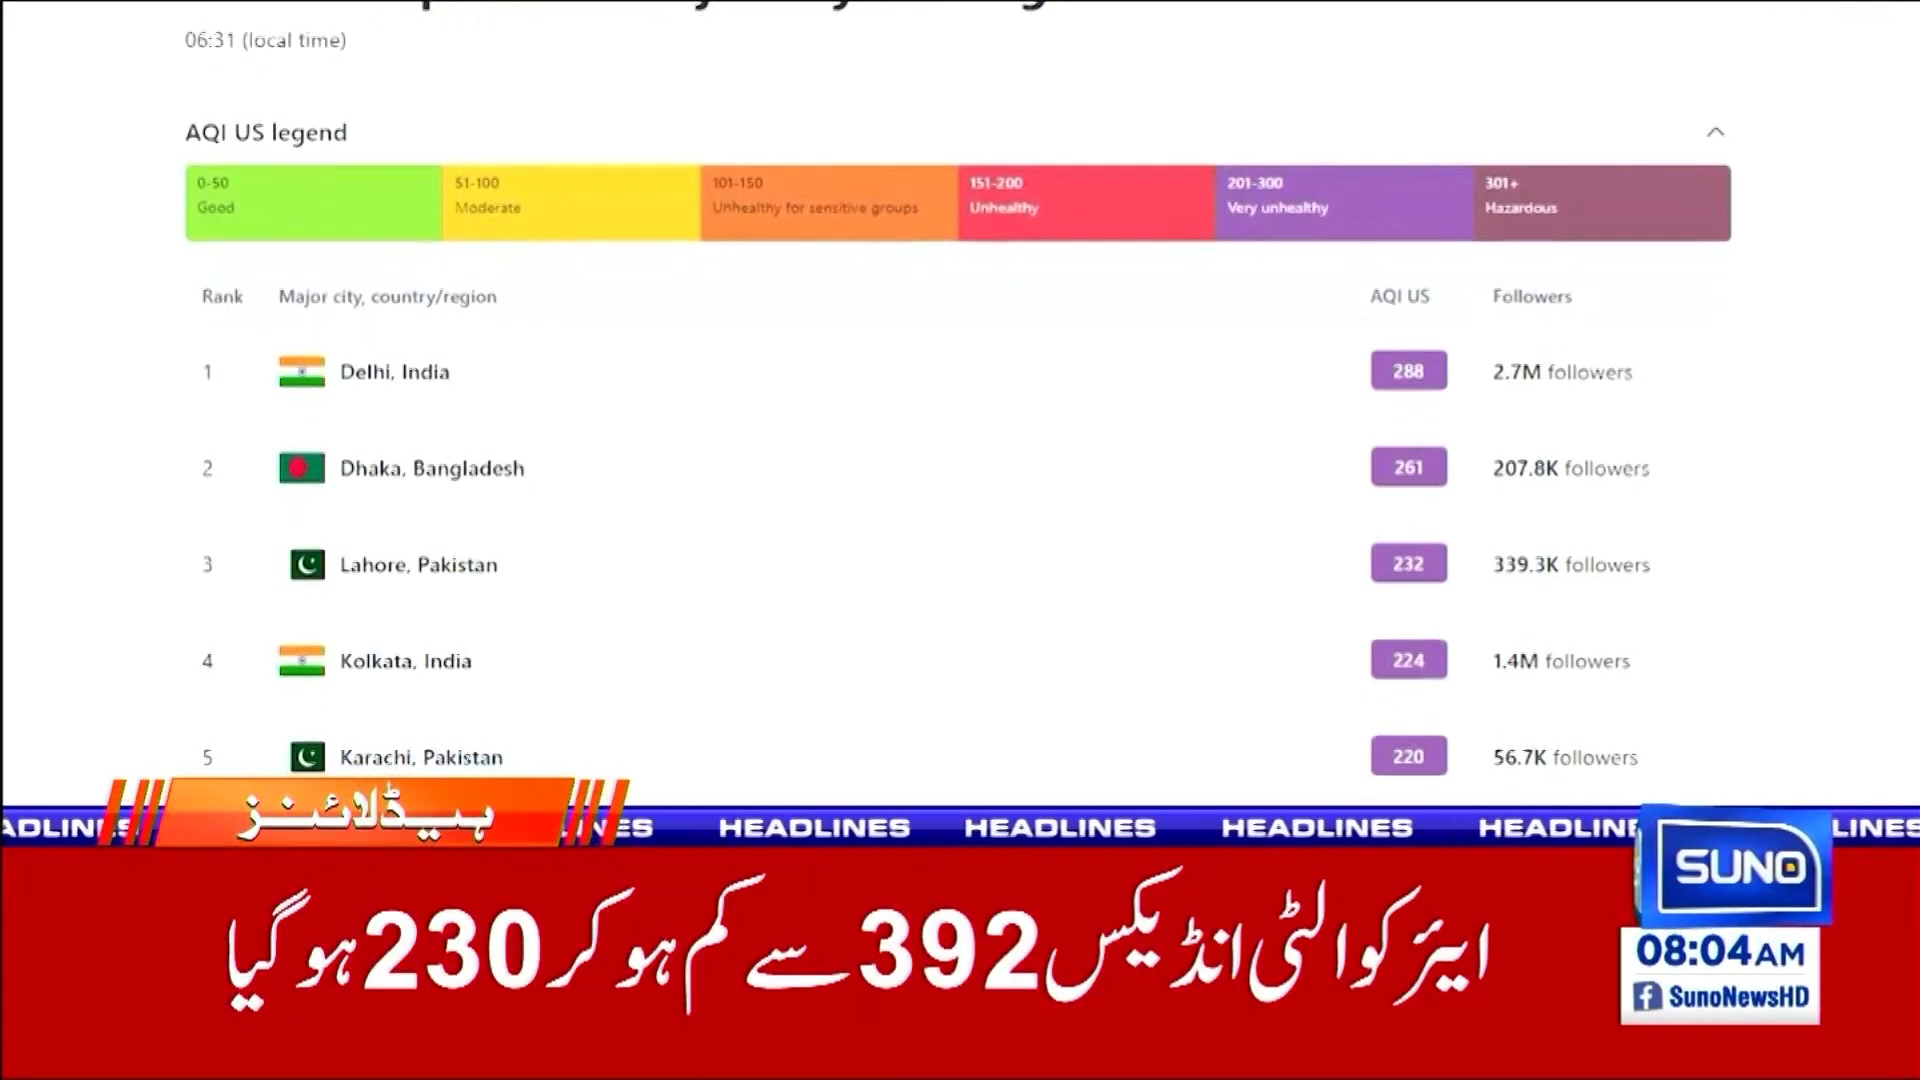 06:31 (local time)
AQI US legend
0-50 51-100 101-150 151-200 201-300 301+
Good Moderate Unhealthy for sensitive groups Unhealthy Very unhealthy Hazardous
Rank Major city, country/region AQI US Followers
1 Delhi, India 288 2.7M followers
2 Dhaka, Bangladesh 261 207.8K followers
3 Lahore, Pakistan 232 339.3K followers
4 Kolkata, India 224 1.4M followers
5 Karachi, Pakistan 220 56.7K followers
ہیڈلائنز
HEADLINES HEADLINES HEADLINES
SUNO
ایئر کوالٹی انڈیکس 392 سے کم ہو کر 230 ہو گیا
08:04AM
SunoNewsHD